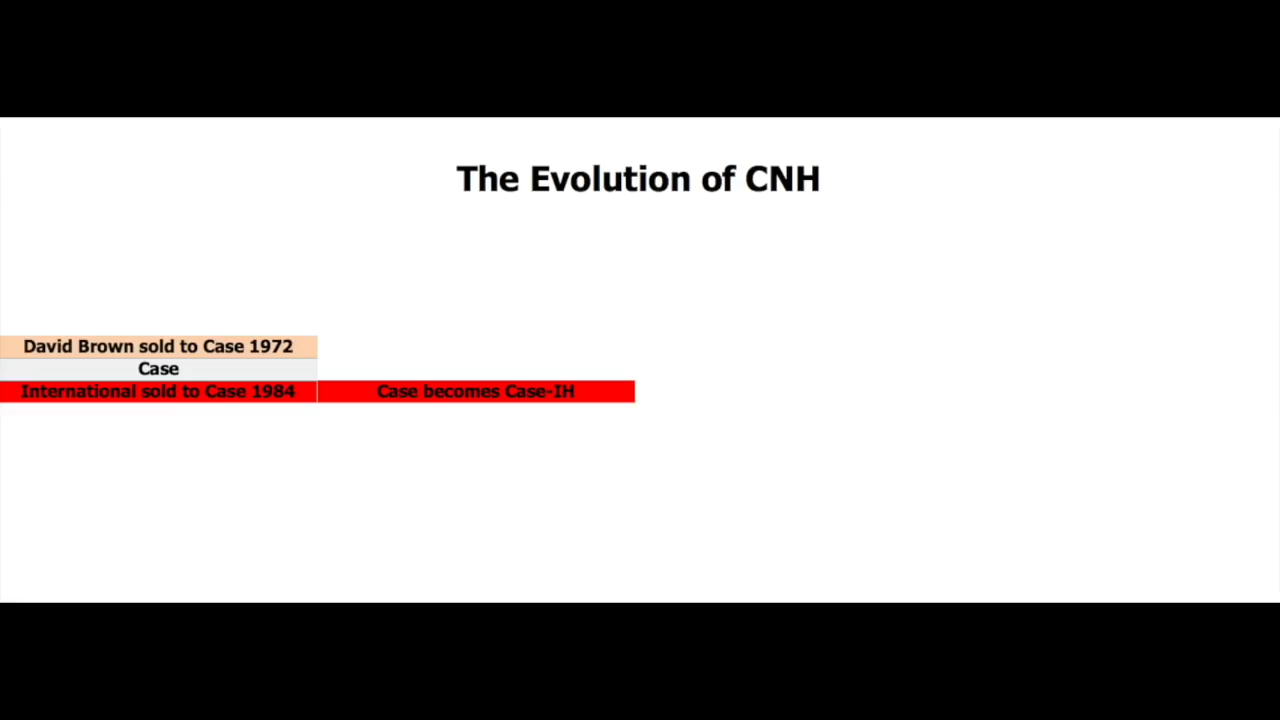 The Evolution of CNH
David Brown sold to Case 1972
Case
International sold to Case 1984
Case becomes Case-IH